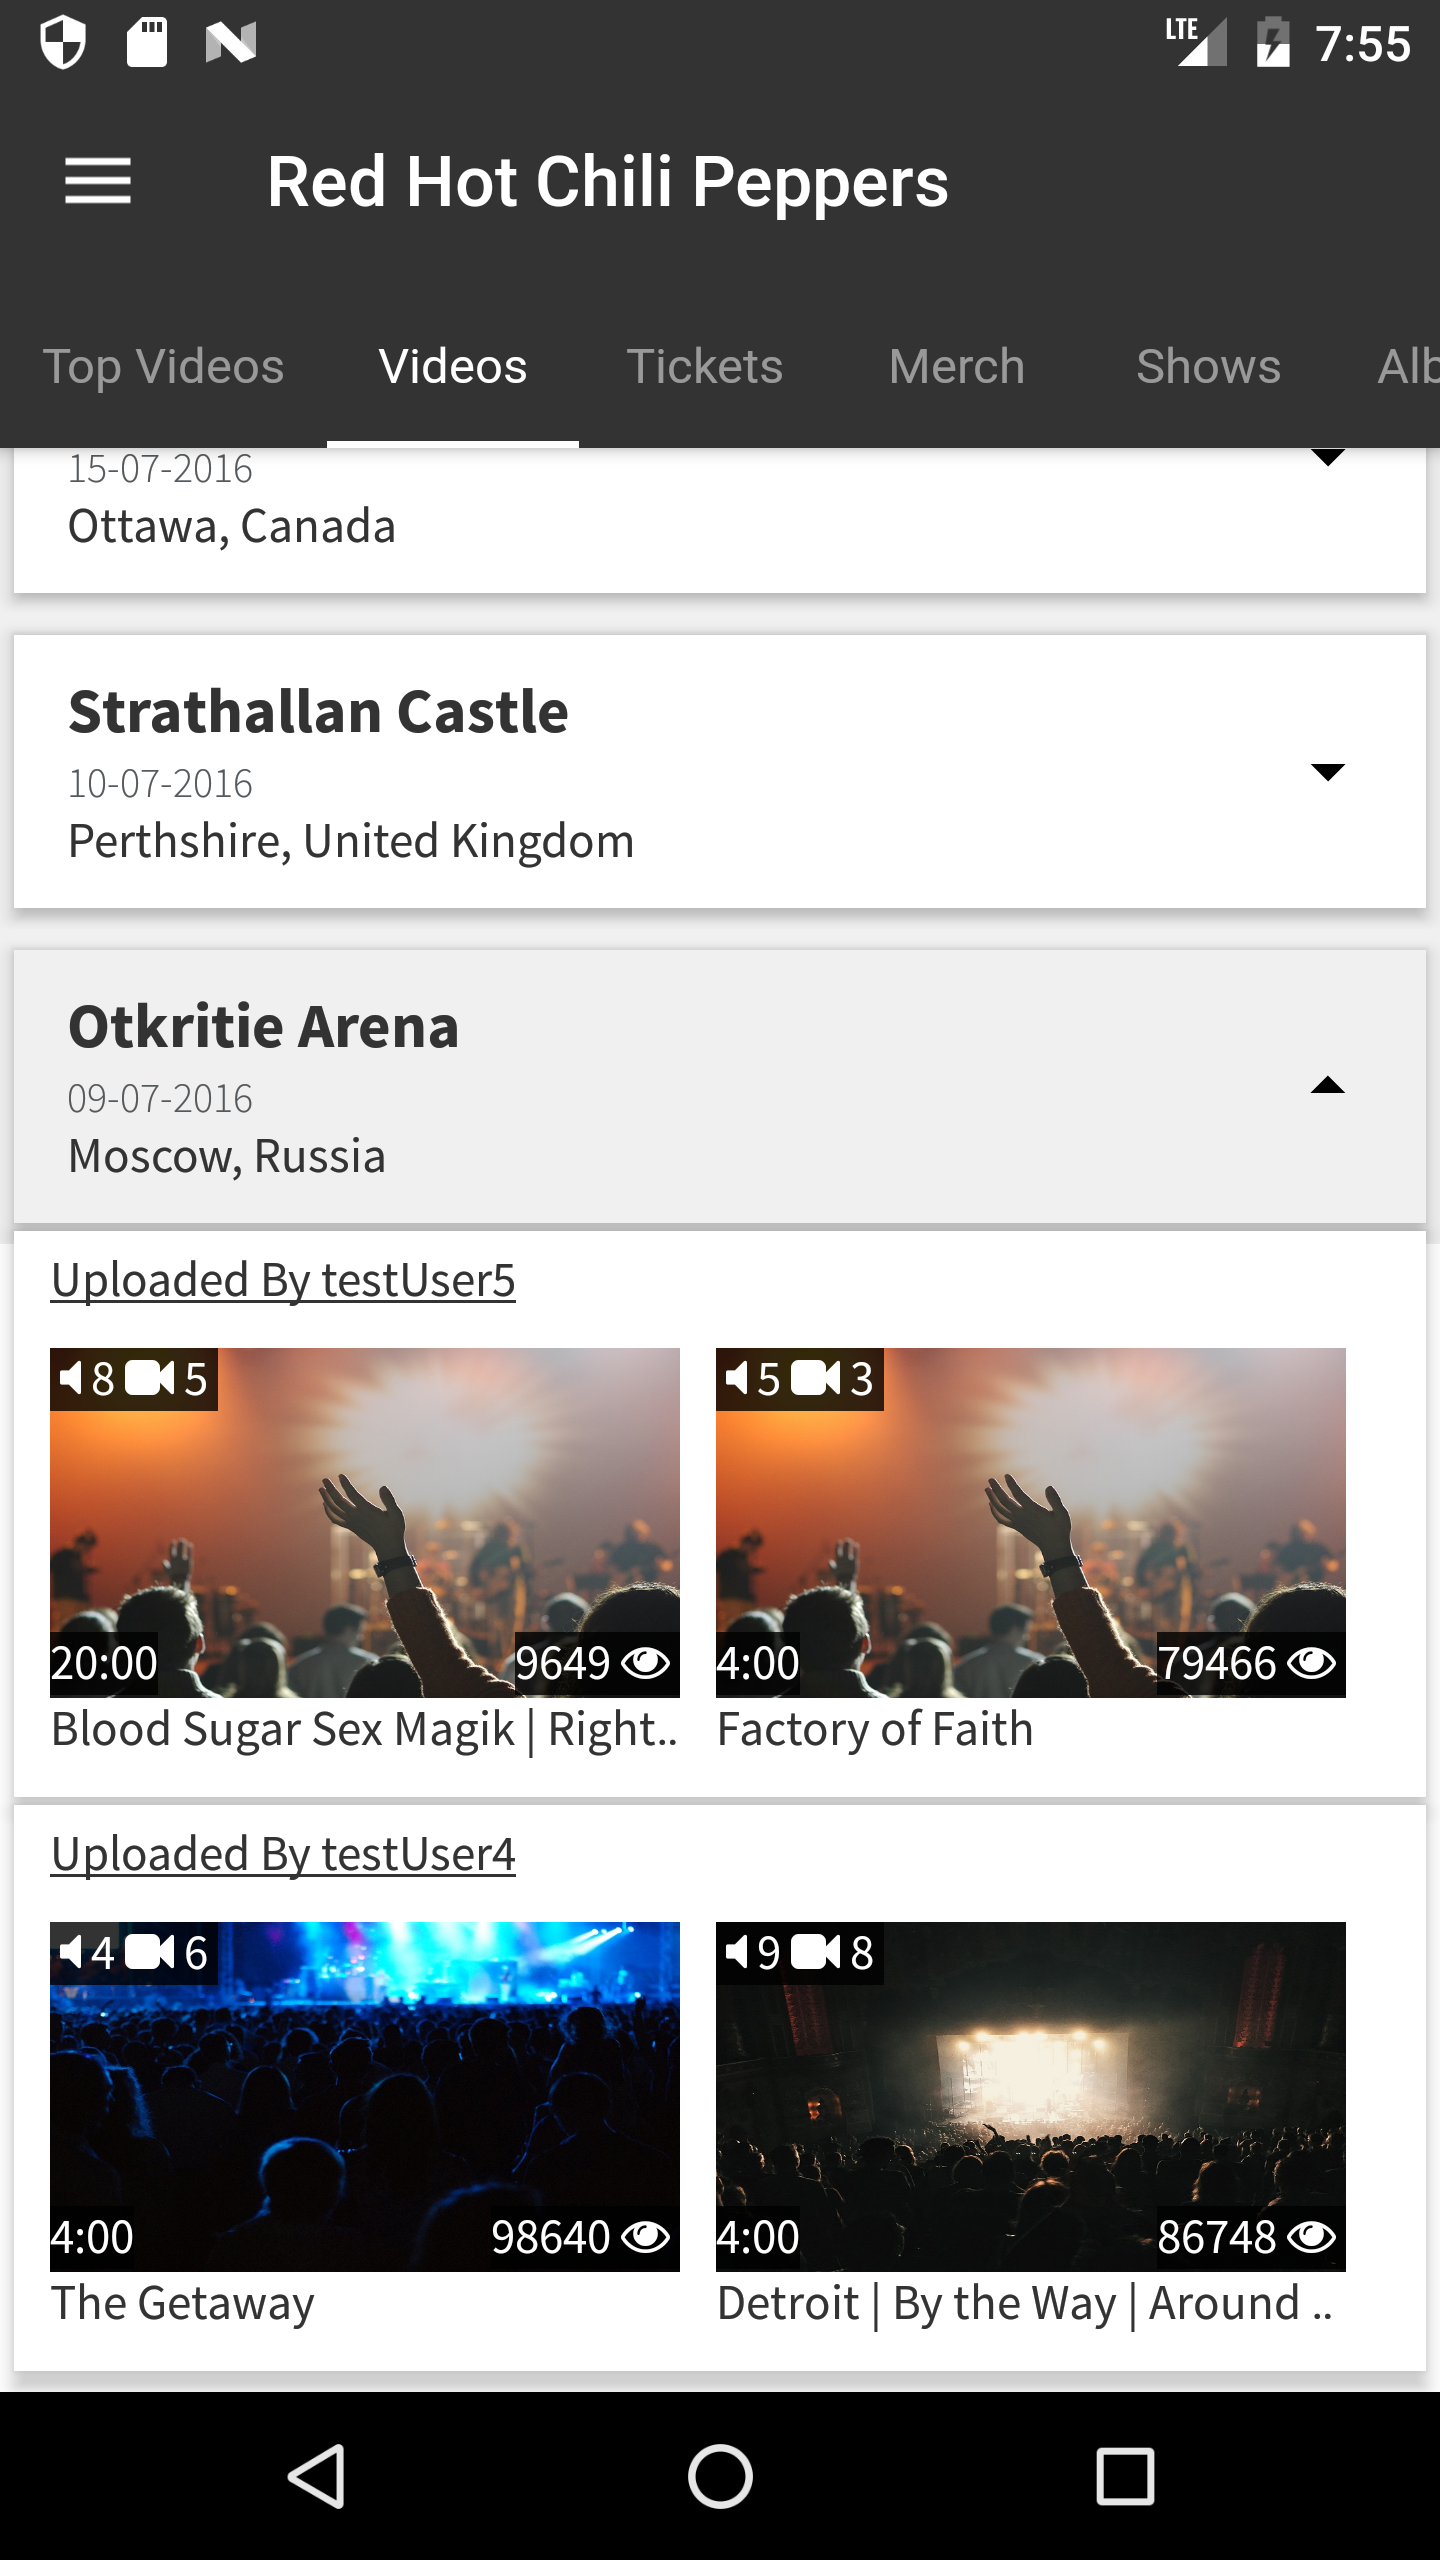 LTE 7:55
Red Hot Chili Peppers
Top Videos Videos Tickets Merch Shows Alb
15-07-2016
Ottawa, Canada
Strathallan Castle
10-07-2016
Perthshire, United Kingdom
Otkritie Arena
09-07-2016
Moscow, Russia
Uploaded By testUser5
8 5
5 3
20:00 9649
4:00 79466
Blood Sugar Sex Magik | Right..
Factory of Faith
Uploaded By testUser4
4 6
9 8
4:00 98640
4:00 86748
The Getaway
Detroit | By the Way | Around ..